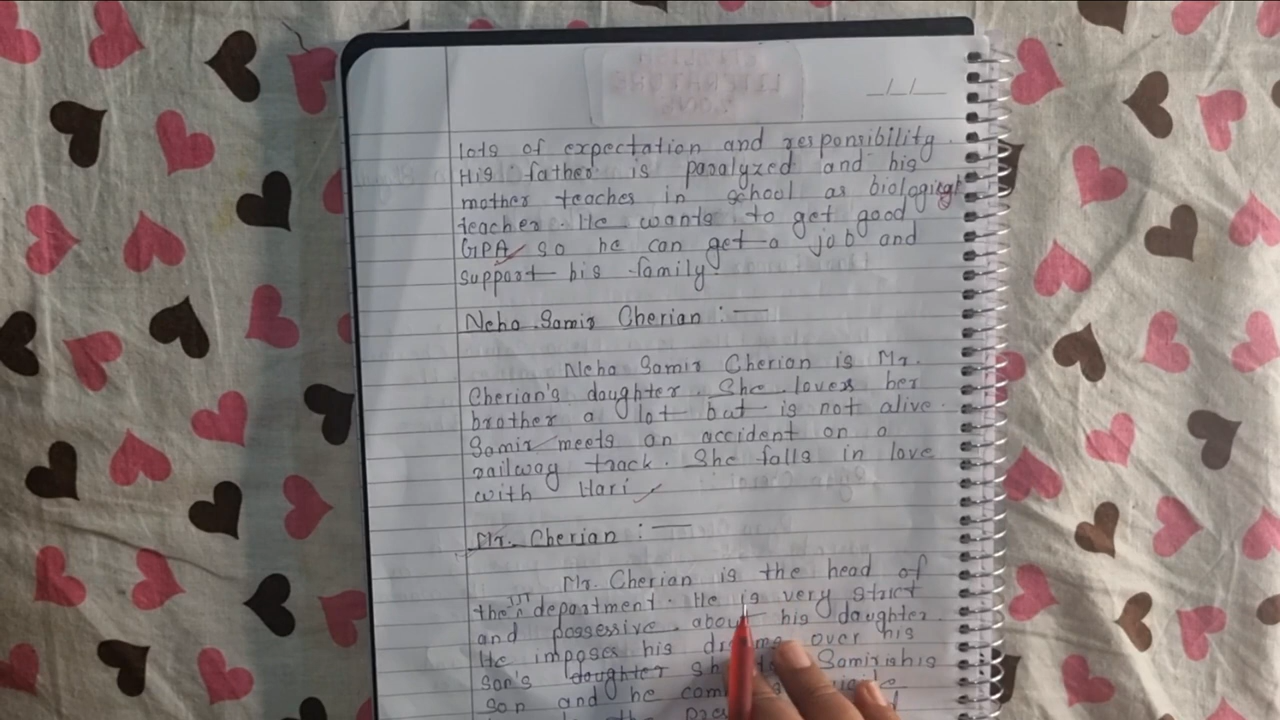 _/_/_
lots of expectation and responsibility.
His father is paralyzed and his
mother teaches in school as biological
teacher. He wants to get good
GPA so he can get a job and
support his family
Neha Samir Cherian :—
Neha Samir Cherian is Mr.
Cherian's daughter. She loves her
brother a lot but is not alive.
Samir meets an accident on a
railway track. She falls in love
with Hari
Mr. Cherian :—
Mr. Cherian is the head of
the IIT department. He is very strict
and possessive about his daughter.
He imposes his over his
son's daughter Samir is his
son and he
the